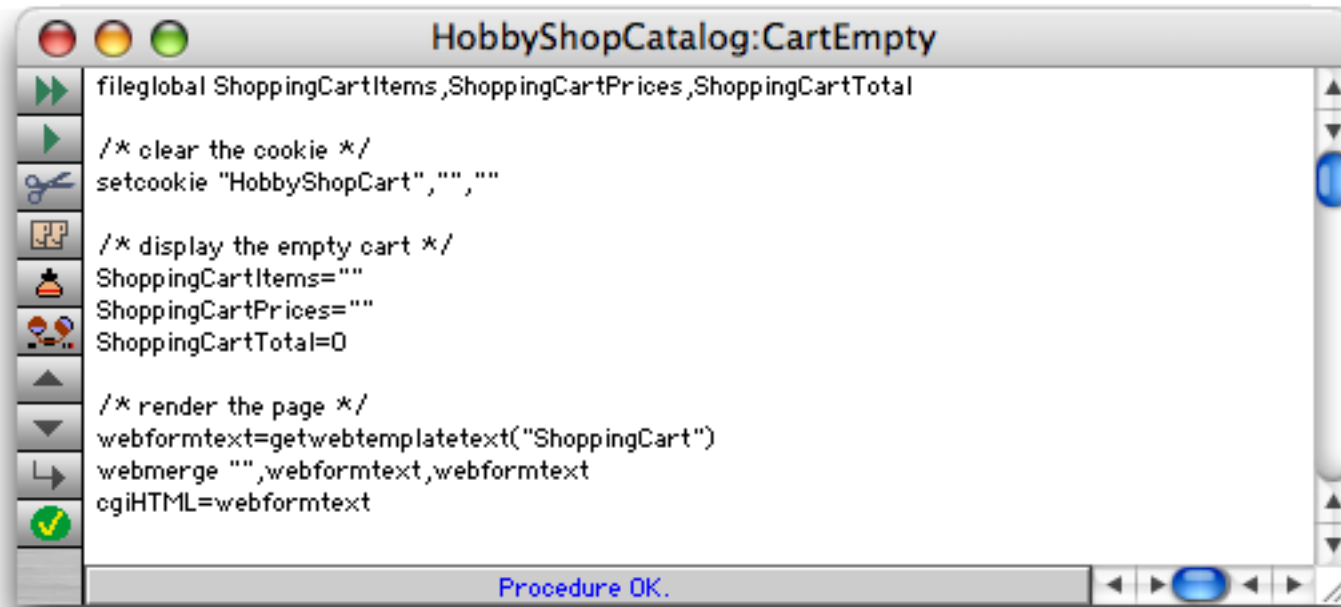 HobbyShopCatalog:CartEmpty
fileglobal ShoppingCartItems,ShoppingCartPrices,ShoppingCartTotal
/* clear the cookie */
setcookie "HobbyShopCart","",""
/* display the empty cart */
ShoppingCartItems=""
ShoppingCartPrices=""
ShoppingCartTotal=0
/* render the page */
webformtext=getwebtemplatetext("ShoppingCart")
webmerge "",webformtext,webformtext
cgiHTML=webformtext
Procedure OK.